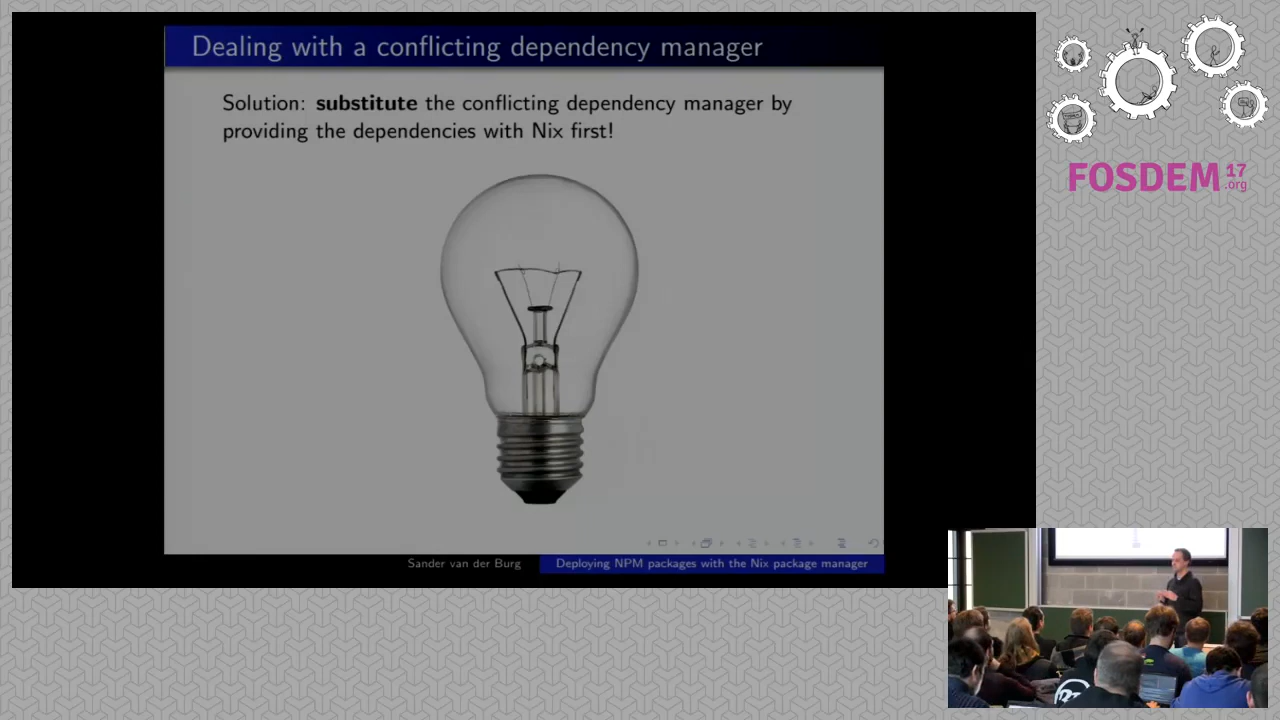 Dealing with a conflicting dependency manager
Solution: substitute the conflicting dependency manager by
providing the dependencies with Nix first!
Sander van der Burg
Deploying NPM packages with the Nix package manager
FOSDEM 17
.org